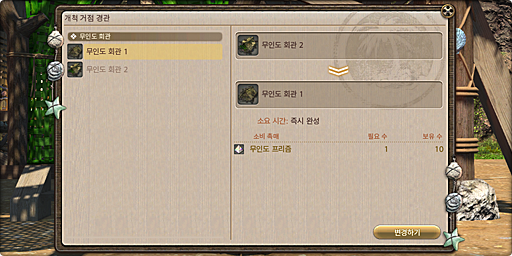 개척 거점 경관
무인도 회관
무인도 회관 1
무인도 회관 2
무인도 회관 2
무인도 회관 1
소요 시간: 즉시 완성
소비 촉매 필요 수 보유 수
무인도 프리즘 1 10
변경하기